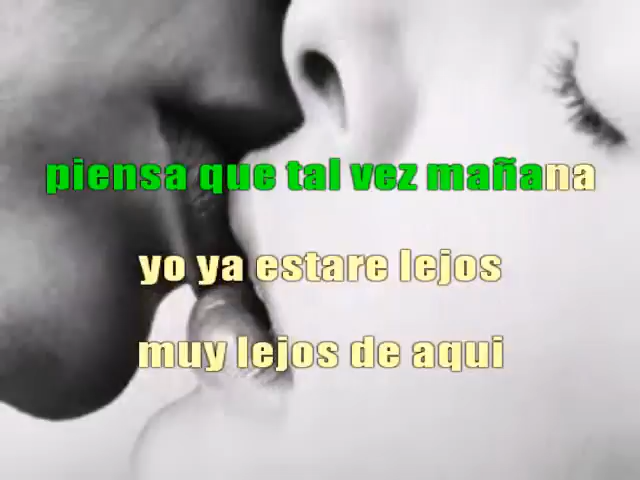 piensa que tal vez mañana
yo ya estare lejos
muy lejos de aqui